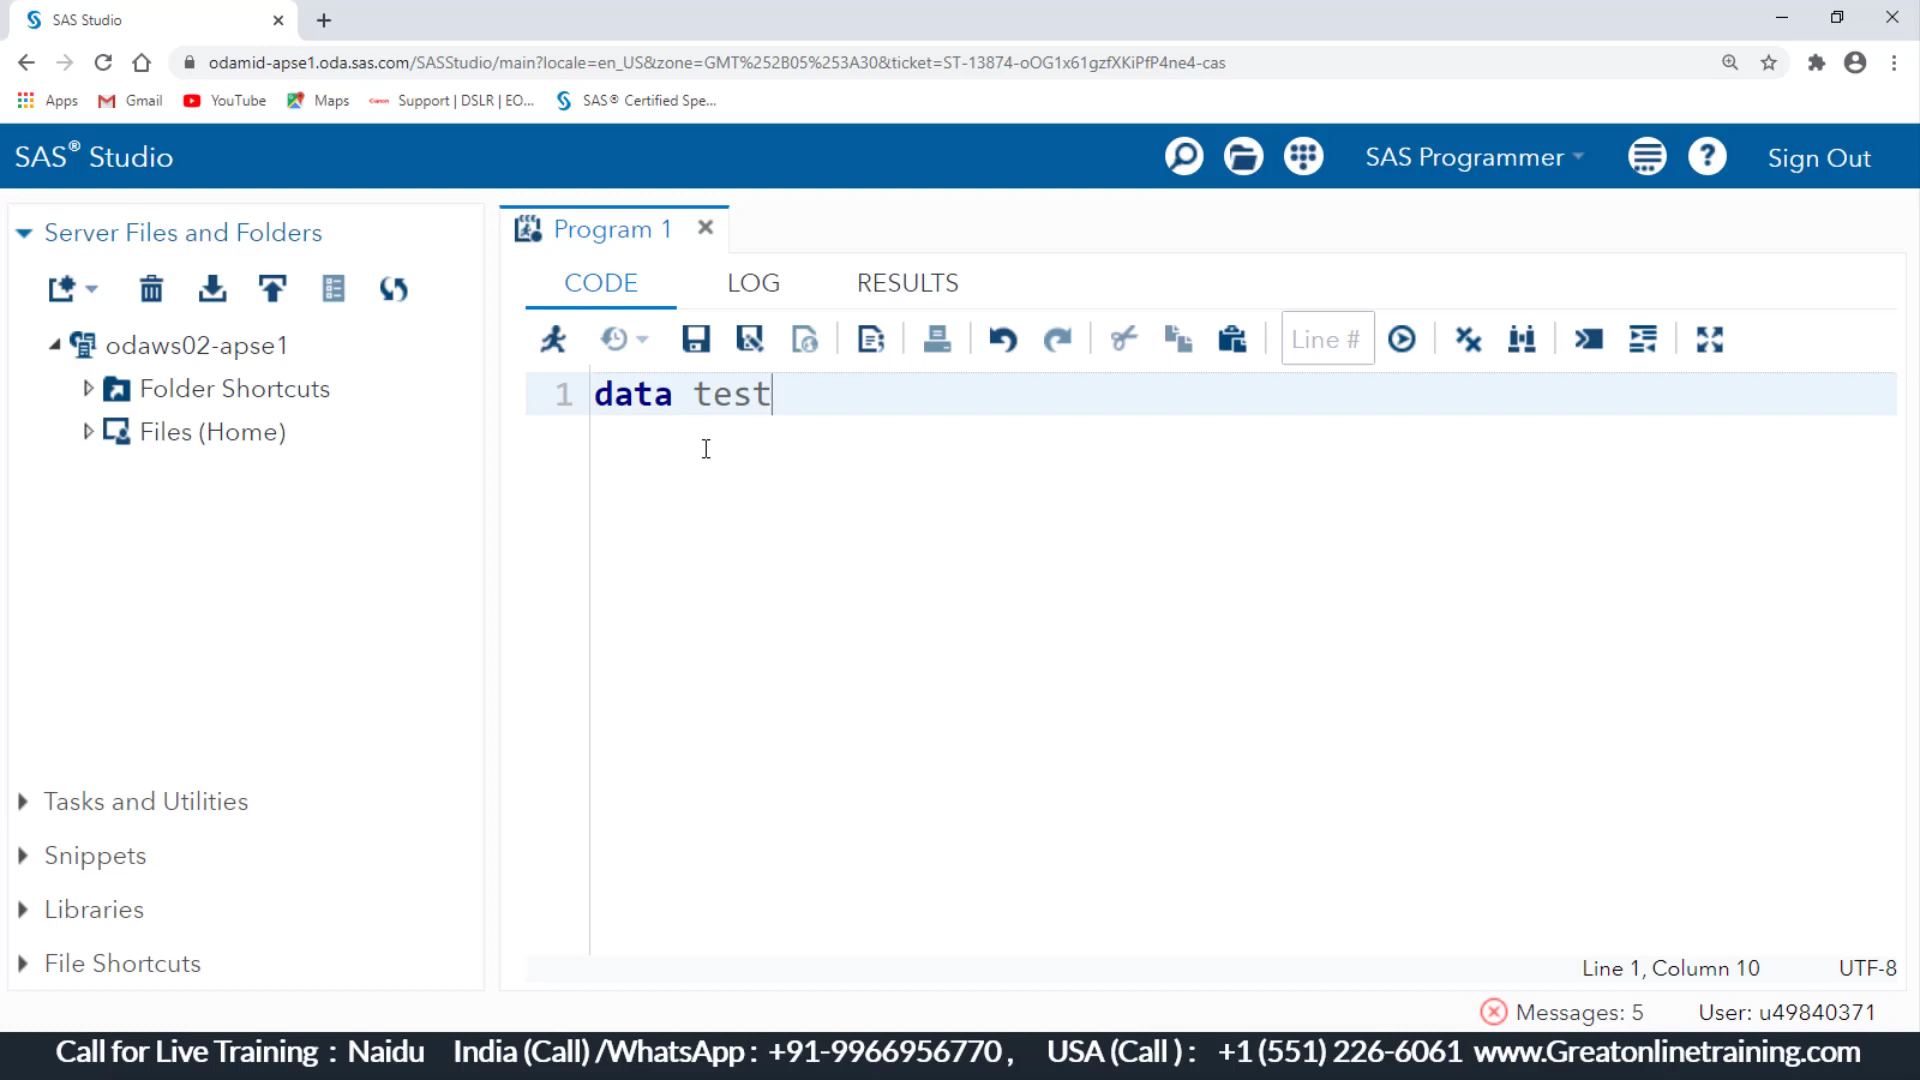 SAS Studio
odamid-apse1.oda.sas.com/SASStudio/main?locale=en_US&zone=GMT%252B05%253A30&ticket=ST-13874-oOG1x61gzfXKiPfP4ne4-cas
Apps Gmail YouTube Maps Canon Support | DSLR | EO... SAS® Certified Spe...
SAS® Studio SAS Programmer Sign Out
Server Files and Folders
Program 1
CODE LOG RESULTS
Line #
odaws02-apse1
Folder Shortcuts
Files (Home)
1 data test
Tasks and Utilities
Snippets
Libraries
File Shortcuts
Line 1, Column 10 UTF-8
Messages: 5 User: u49840371
Call for Live Training : Naidu India (Call) /WhatsApp : +91-9966956770 , USA (Call ) : +1 (551) 226-6061 www.Greatonlinetraining.com